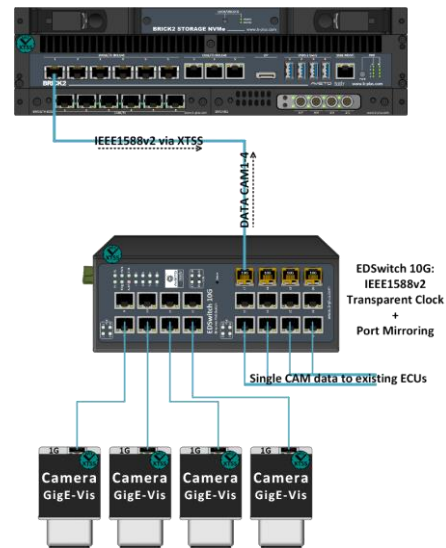 BRICK2 STORAGE NVMe
BRICK2
IEEE1588v2 via XTSS
DATA CAM1-4
EDSwitch 10G
EDSwitch 10G:
IEEE1588v2
Transparent Clock
+
Port Mirroring
Single CAM data to existing ECUs
1G
1G
1G
1G
Camera
Camera
Camera
Camera
GigE-Vis
GigE-Vis
GigE-Vis
GigE-Vis